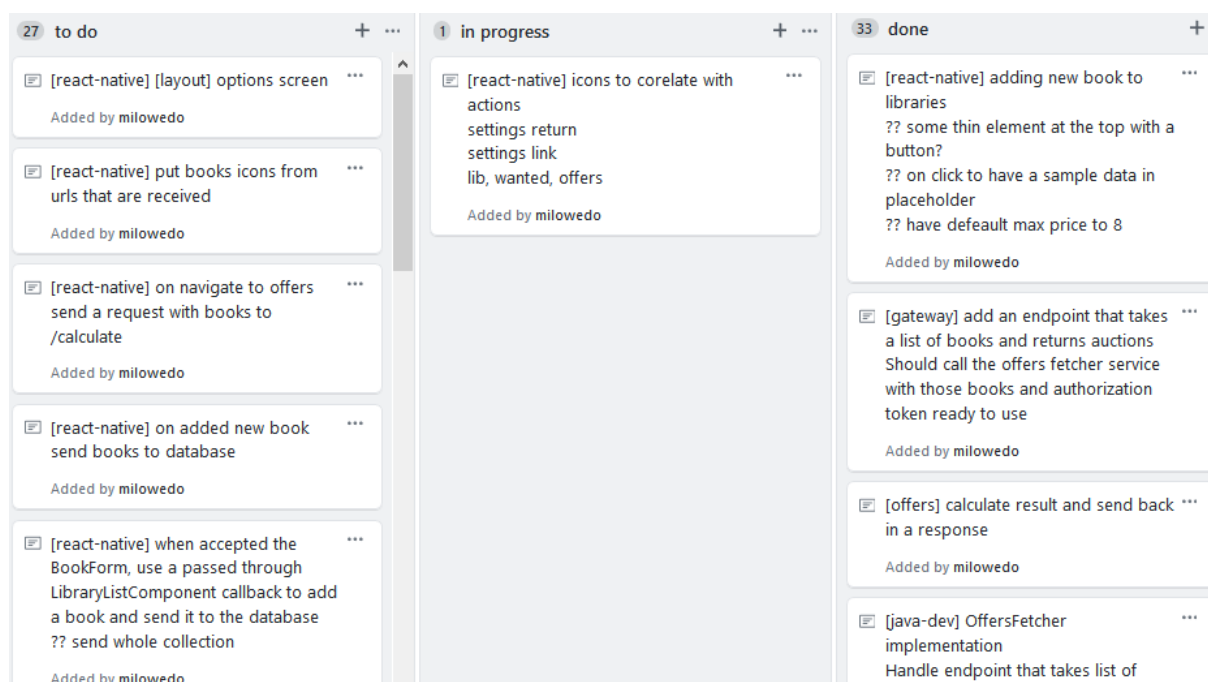 27 to do
[react-native] [layout] options screen
Added by milowedo
[react-native] put books icons from
urls that are received
Added by milowedo
[react-native] on navigate to offers
send a request with books to
/calculate
Added by milowedo
[react-native] on added new book
send books to database
Added by milowedo
[react-native] when accepted the
BookForm, use a passed through
LibraryListComponent callback to add
a book and send it to the database
?? send whole collection
Added by milowedo
1 in progress
[react-native] icons to corelate with
actions
settings return
settings link
lib, wanted, offers
Added by milowedo
33 done
[react-native] adding new book to
libraries
?? some thin element at the top with a
button?
?? on click to have a sample data in
placeholder
?? have defeault max price to 8
Added by milowedo
[gateway] add an endpoint that takes
a list of books and returns auctions
Should call the offers fetcher service
with those books and authorization
token ready to use
Added by milowedo
[offers] calculate result and send back
in a response
Added by milowedo
[java-dev] OffersFetcher
implementation
Handle endpoint that takes list of